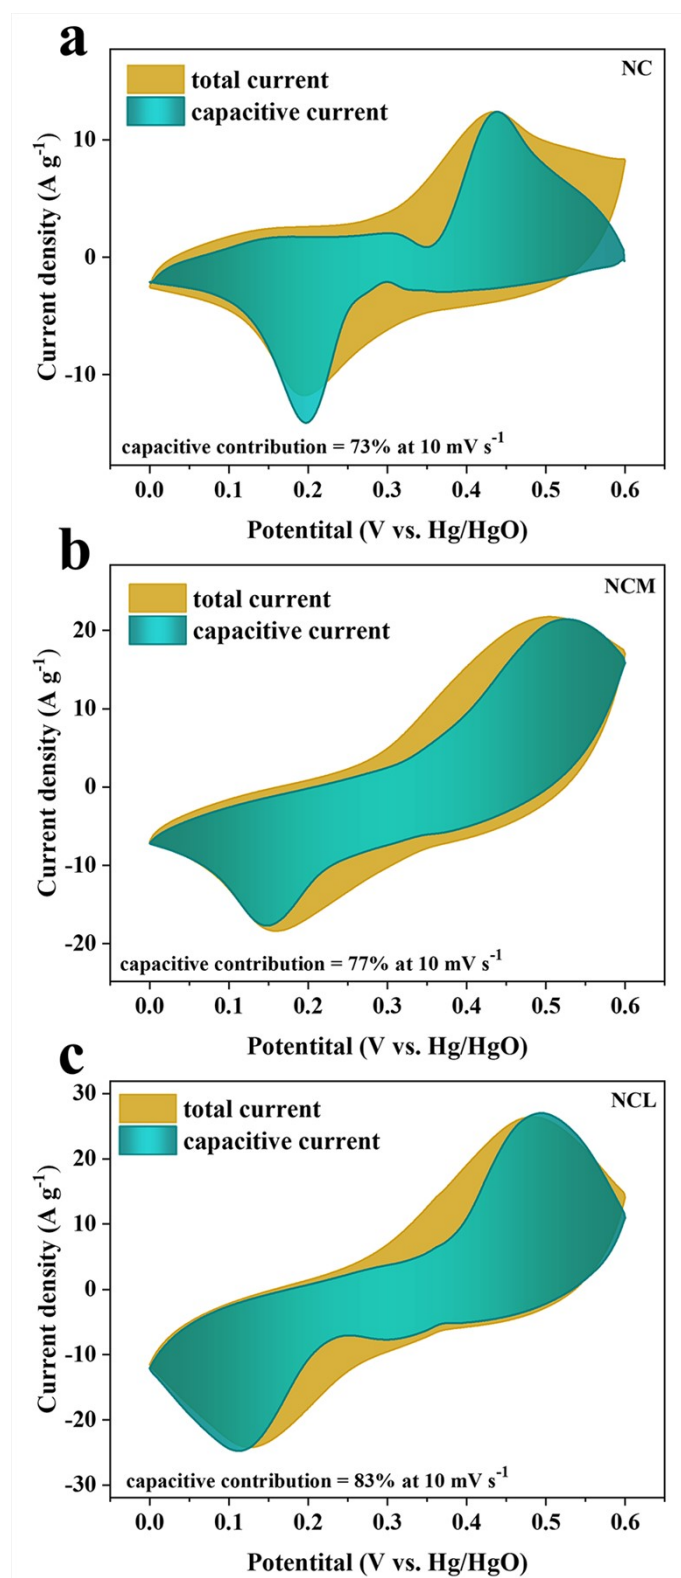 a
NC
total current
capacitive current
10
0
-10
Current density (A g-1)
capacitive contribution = 73% at 10 mV s-1
0.0 0.1 0.2 0.3 0.4 0.5 0.6
Potentital (V vs. Hg/HgO)
b
NCM
total current
capacitive current
20
10
0
-10
-20
Current density (A g-1)
capacitive contribution = 77% at 10 mV s-1
0.0 0.1 0.2 0.3 0.4 0.5 0.6
Potentital (V vs. Hg/HgO)
c
NCL
total current
capacitive current
30
20
10
0
-10
-20
-30
Current density (A g-1)
capacitive contribution = 83% at 10 mV s-1
0.0 0.1 0.2 0.3 0.4 0.5 0.6
Potentital (V vs. Hg/HgO)